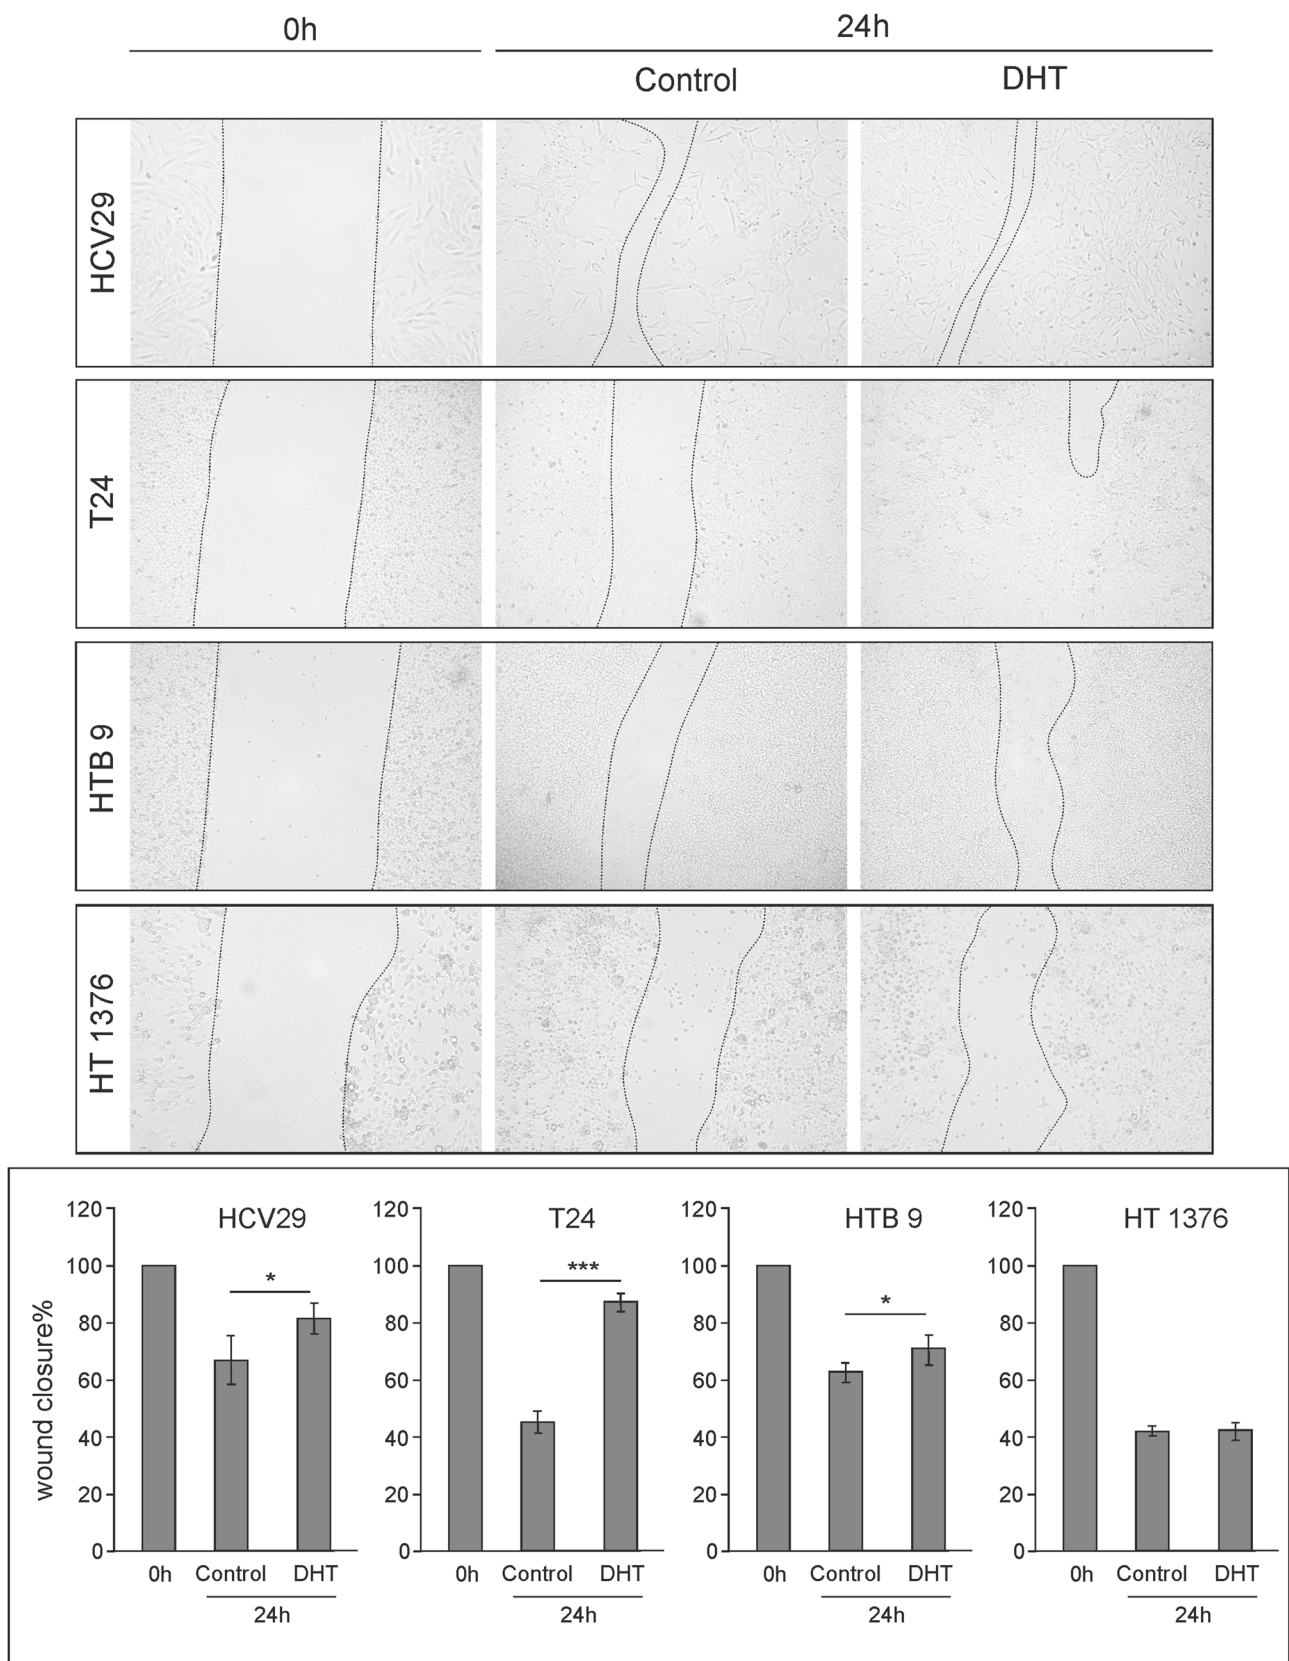 0h 24h
Control DHT
HCV29
T24
HTB 9
HT 1376
HCV29 T24 HTB 9 HT 1376
wound closure%
120 120 120 120
100 100 100 100
80 80 80 80
60 60 60 60
40 40 40 40
20 20 20 20
0 0 0 0
* *** *
0h Control DHT 0h Control DHT 0h Control DHT 0h Control DHT
24h 24h 24h 24h